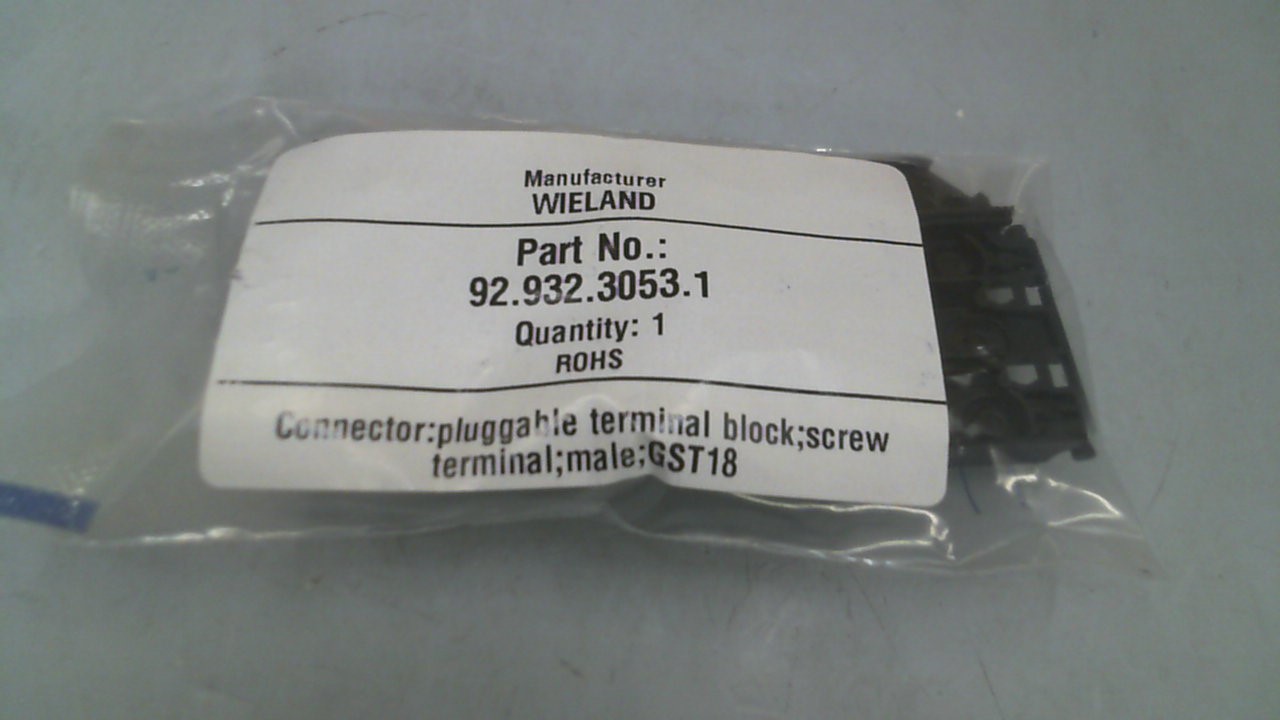 Manufacturer
WIELAND
Part No.:
92.932.3053.1
Quantity: 1
ROHS
Connector:pluggable terminal block;screw
terminal;male;GST18